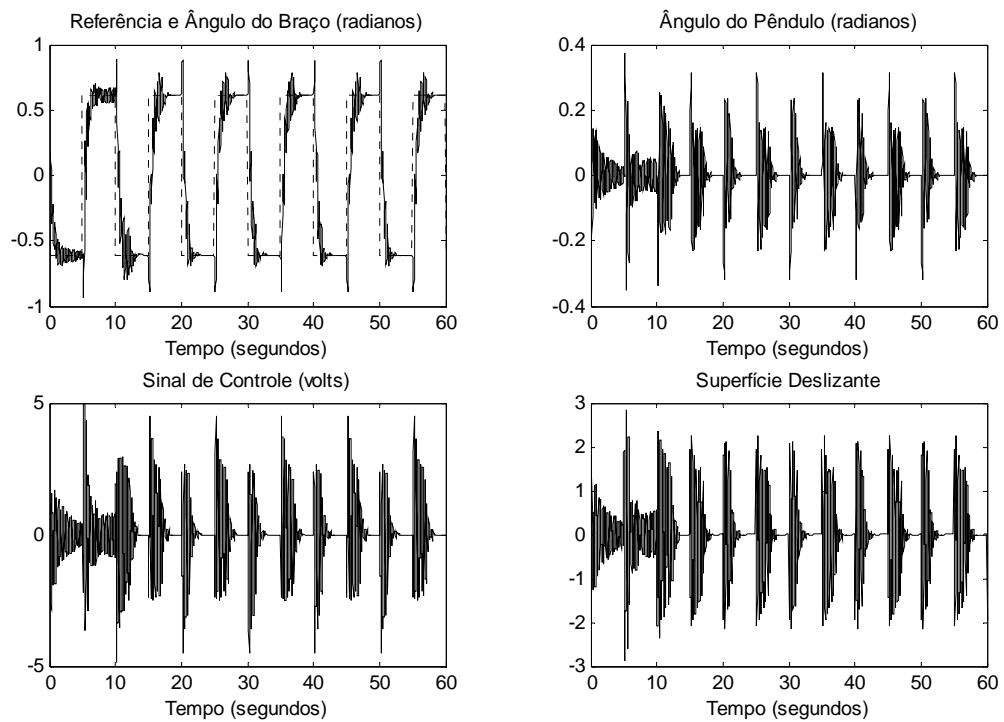 Referência e Ângulo do Braço (radianos)
1
0.5
0
-0.5
-1
0 10 20 30 40 50 60
Tempo (segundos)
Ângulo do Pêndulo (radianos)
0.4
0.2
0
-0.2
-0.4
0 10 20 30 40 50 60
Tempo (segundos)
Sinal de Controle (volts)
5
0
-5
0 10 20 30 40 50 60
Tempo (segundos)
Superfície Deslizante
3
2
1
0
-1
-2
-3
0 10 20 30 40 50 60
Tempo (segundos)